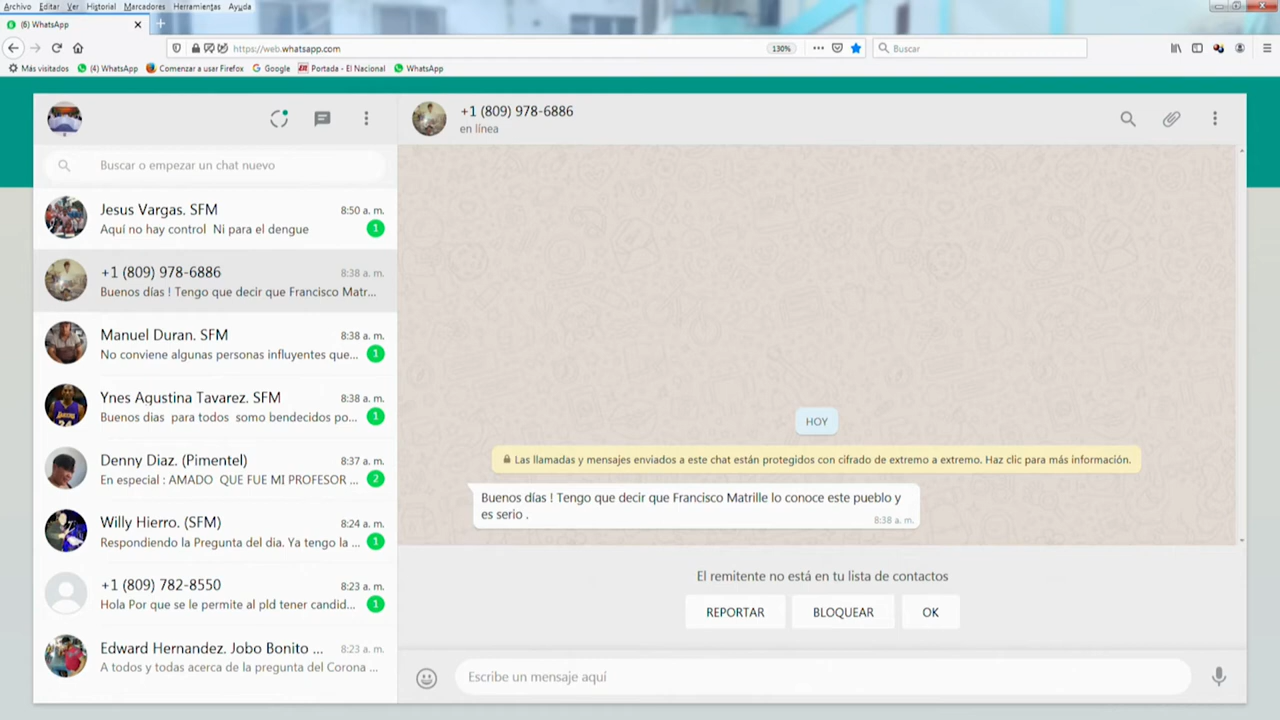 Archivo Editar Ver Historial Marcadores Herramientas Ayuda
(6) WhatsApp
https://web.whatsapp.com
130%
Buscar
Más visitados (4) WhatsApp Comenzar a usar Firefox Google Portada - El Nacional WhatsApp
Buscar o empezar un chat nuevo
Jesus Vargas. SFM 8:50 a. m.
Aquí no hay control Ni para el dengue 1
+1 (809) 978-6886 8:38 a. m.
Buenos días ! Tengo que decir que Francisco Matr...
Manuel Duran. SFM 8:38 a. m.
No conviene algunas personas influyentes que... 1
Ynes Agustina Tavarez. SFM 8:38 a. m.
Buenos dias para todos somo bendecidos po... 1
Denny Diaz. (Pimentel) 8:37 a. m.
En especial : AMADO QUE FUE MI PROFESOR ... 2
Willy Hierro. (SFM) 8:24 a. m.
Respondiendo la Pregunta del dia. Ya tengo la ... 1
+1 (809) 782-8550 8:23 a. m.
Hola Por que se le permite al pld tener candid... 1
Edward Hernandez. Jobo Bonito ... 8:23 a. m.
A todos y todas acerca de la pregunta del Corona ...
+1 (809) 978-6886
en línea
HOY
Las llamadas y mensajes enviados a este chat están protegidos con cifrado de extremo a extremo. Haz clic para más información.
Buenos días ! Tengo que decir que Francisco Matrille lo conoce este pueblo y
es serio .
8:38 a. m.
El remitente no está en tu lista de contactos
REPORTAR BLOQUEAR OK
Escribe un mensaje aquí